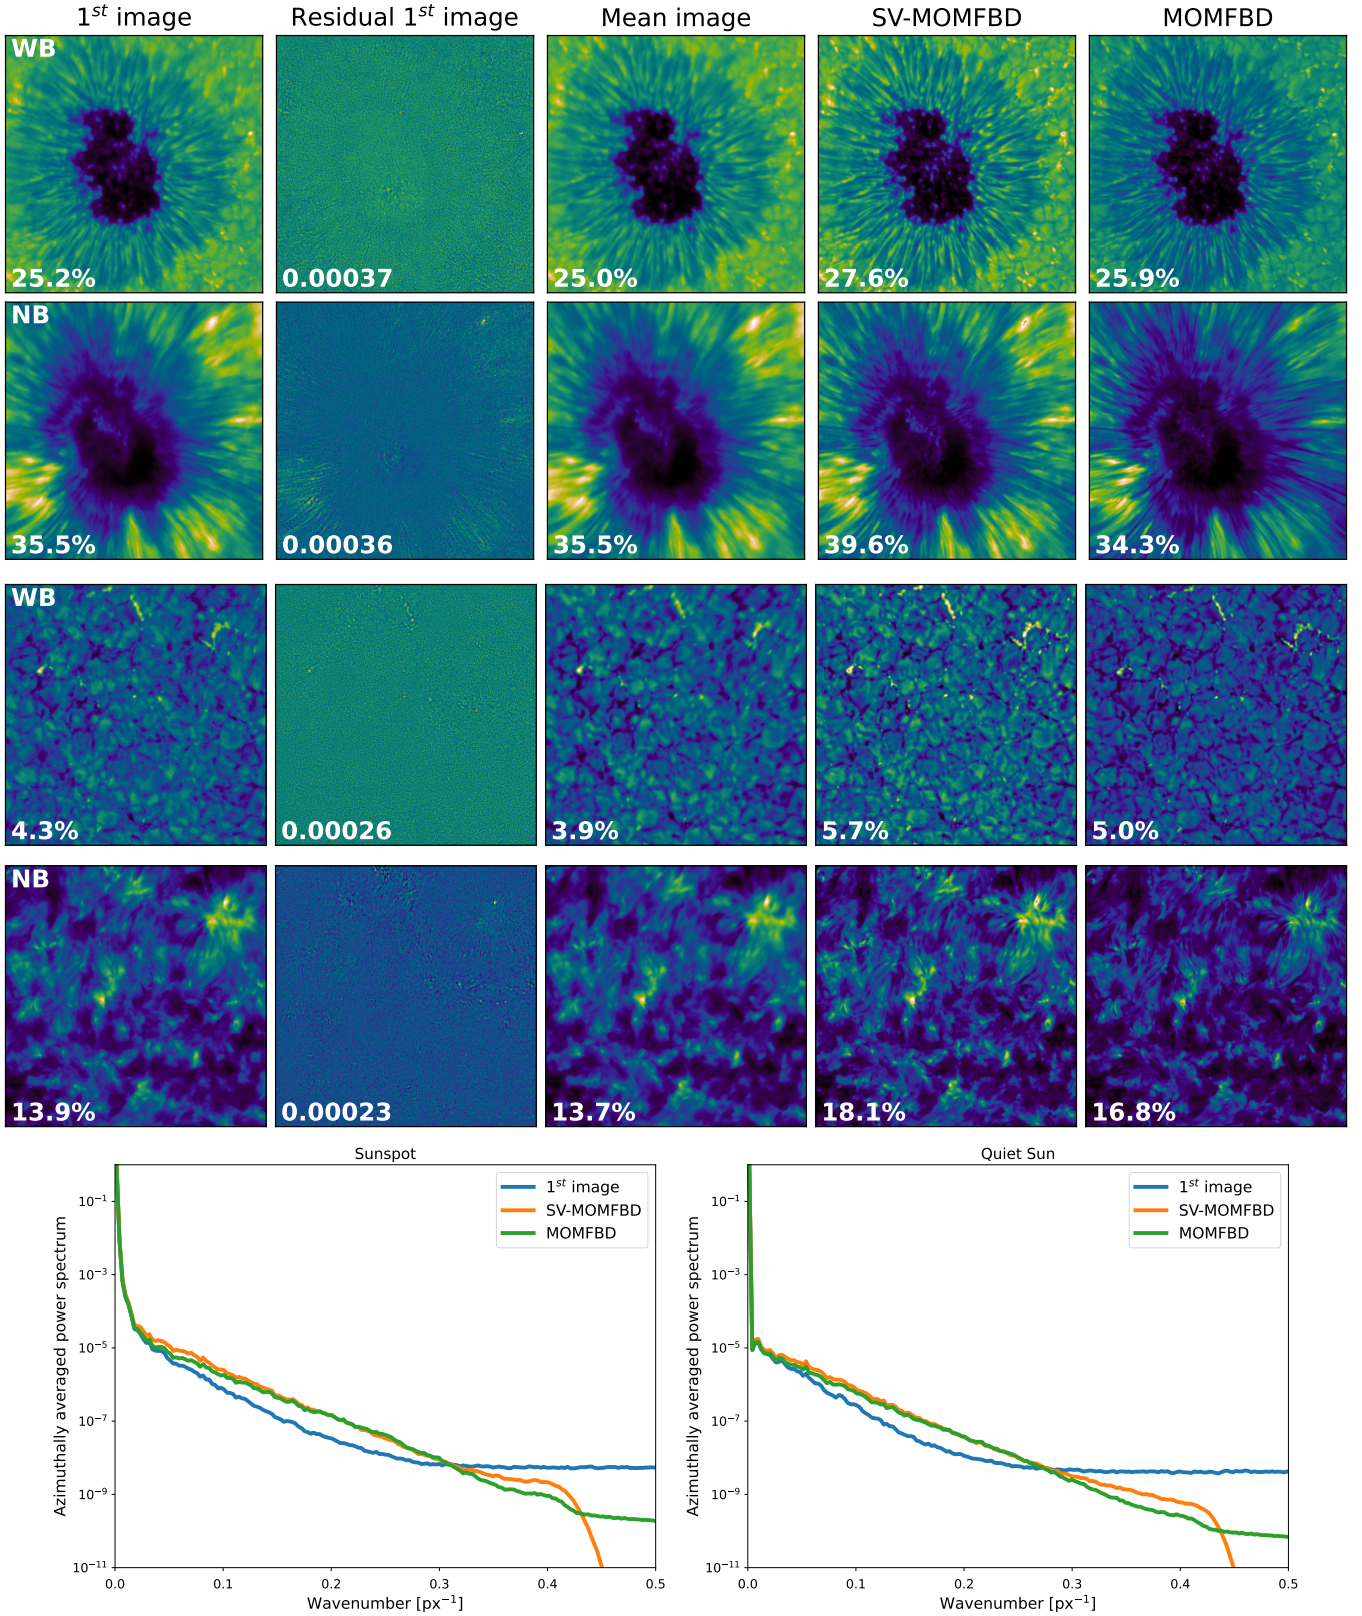 1st image Residual 1st image Mean image SV-MOMFBD MOMFBD
WB
25.2% 0.00037 25.0% 27.6% 25.9%
NB
35.5% 0.00036 35.5% 39.6% 34.3%
WB
4.3% 0.00026 3.9% 5.7% 5.0%
NB
13.9% 0.00023 13.7% 18.1% 16.8%
Sunspot
Azimuthally averaged power spectrum
10−1
10−3
10−5
10−7
10−9
10−11
1st image
SV-MOMFBD
MOMFBD
0.0 0.1 0.2 0.3 0.4 0.5
Wavenumber [px−1]
Quiet Sun
Azimuthally averaged power spectrum
10−1
10−3
10−5
10−7
10−9
10−11
1st image
SV-MOMFBD
MOMFBD
0.0 0.1 0.2 0.3 0.4 0.5
Wavenumber [px−1]